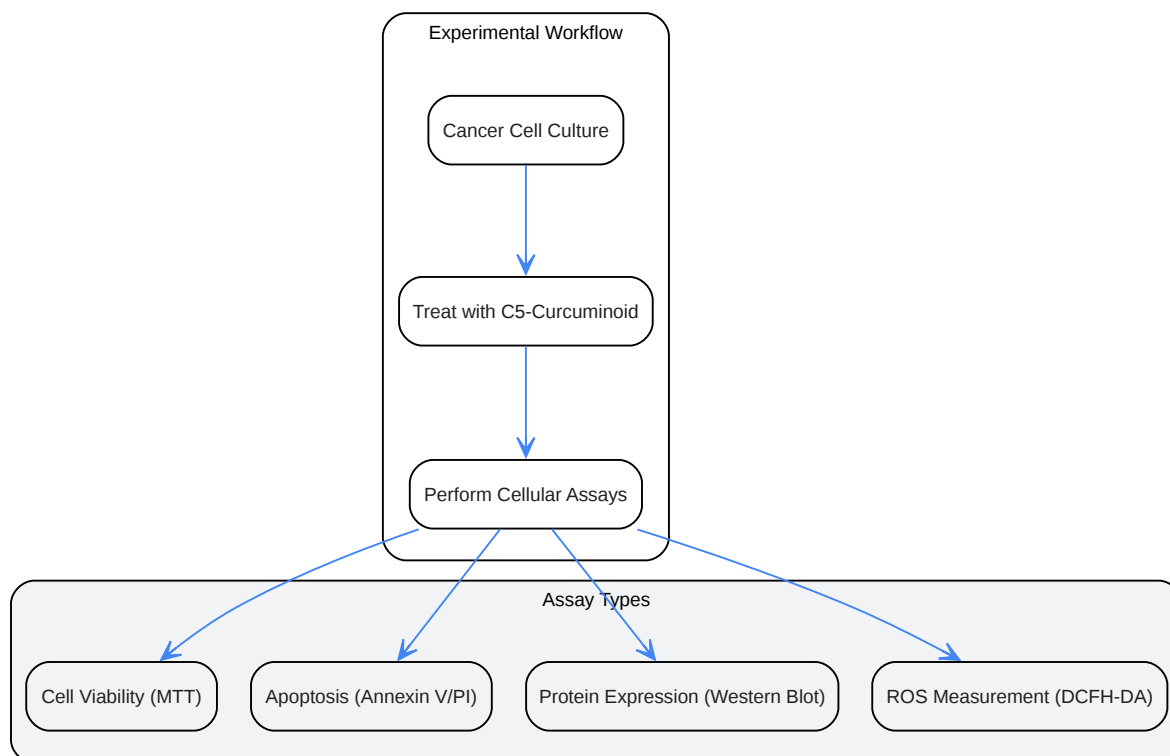 Experimental Workflow
Cancer Cell Culture
Treat with C5-Curcuminoid
Perform Cellular Assays
Assay Types
Cell Viability (MTT)
Apoptosis (Annexin V/PI)
Protein Expression (Western Blot)
ROS Measurement (DCFH-DA)